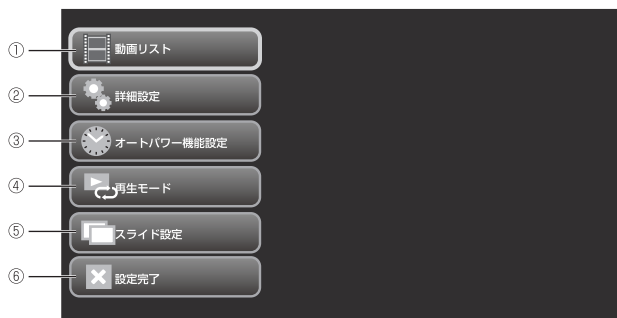 ① 動画リスト
② 詳細設定
③ オートパワー機能設定
④ 再生モード
⑤ スライド設定
⑥ 設定完了